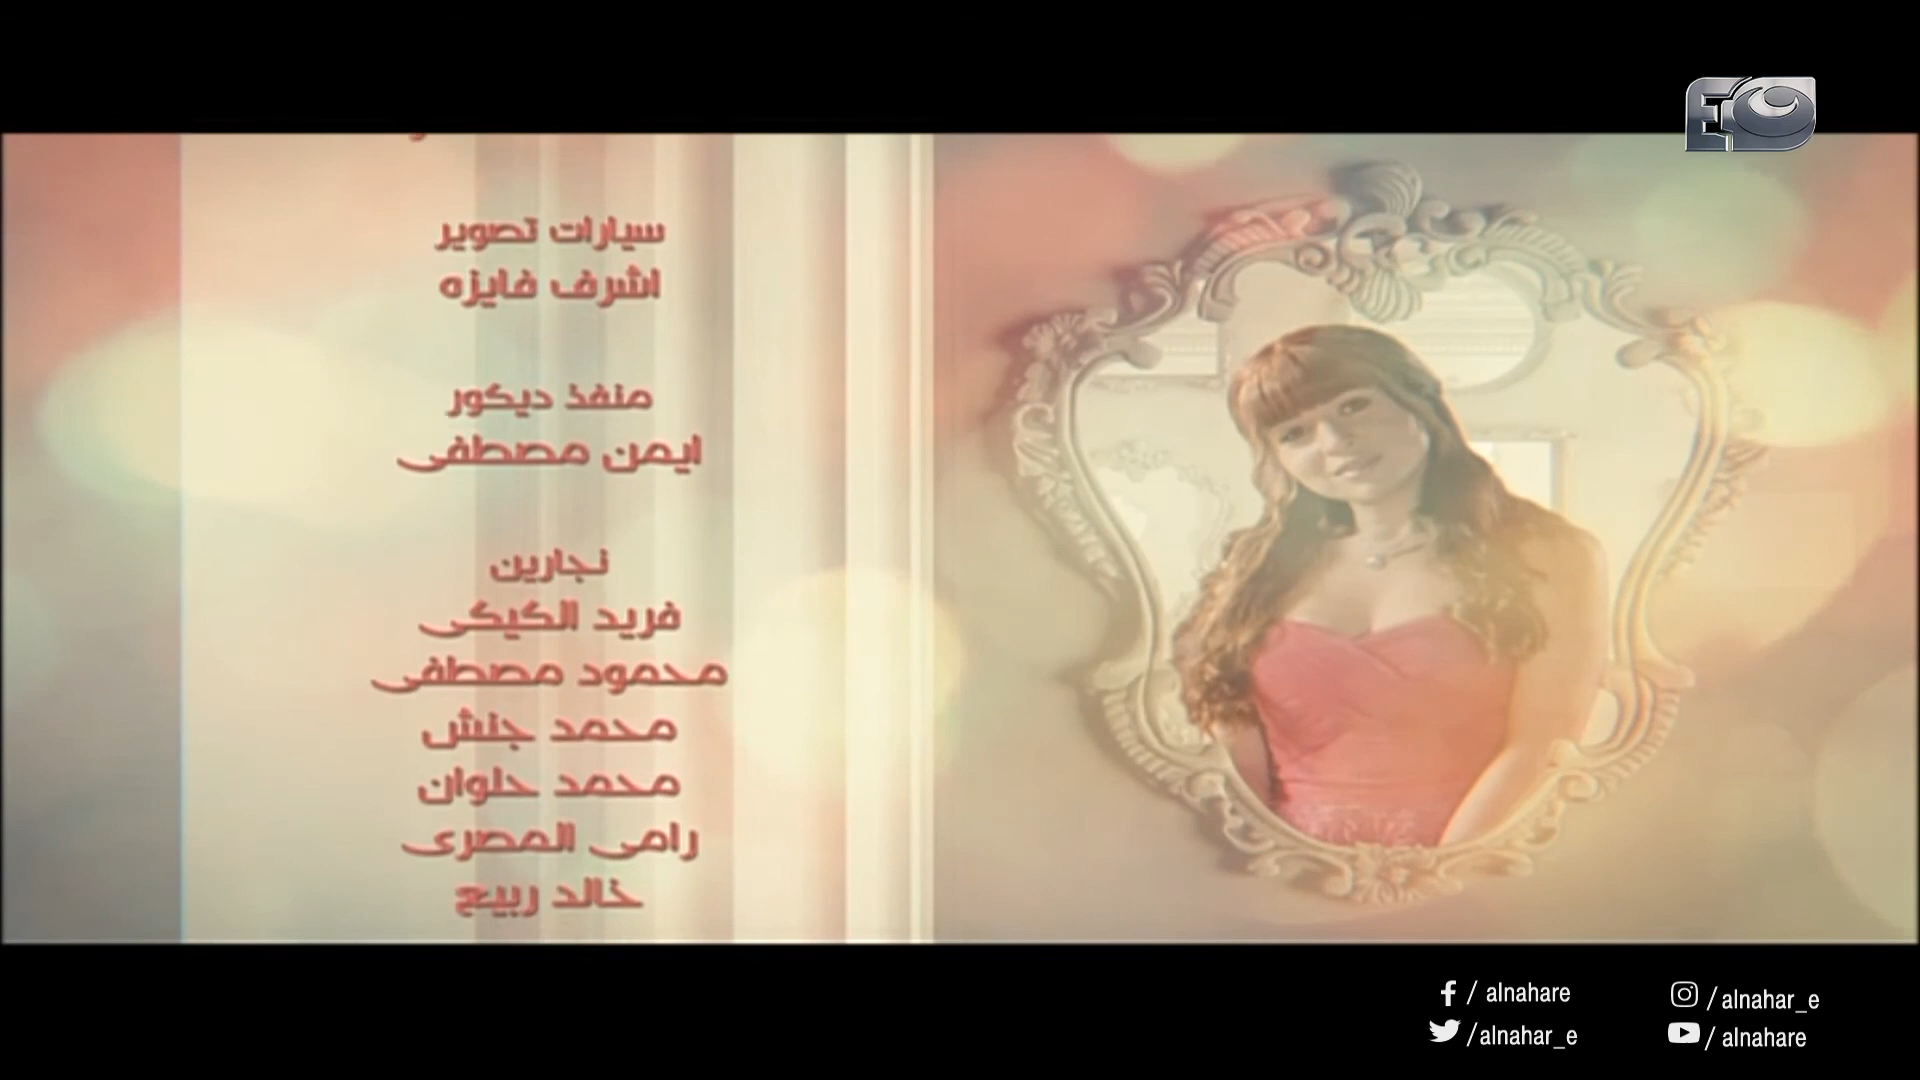 سيارات تصوير
اشرف فايزه
منفذ ديكور
ايمن مصطفى
نجارين
فريد الكيكى
محمود مصطفى
محمد جنش
محمد حلوان
رامى المصرى
خالد ربيع
/ alnahare
/ alnahar_e
/ alnahar_e
/ alnahare